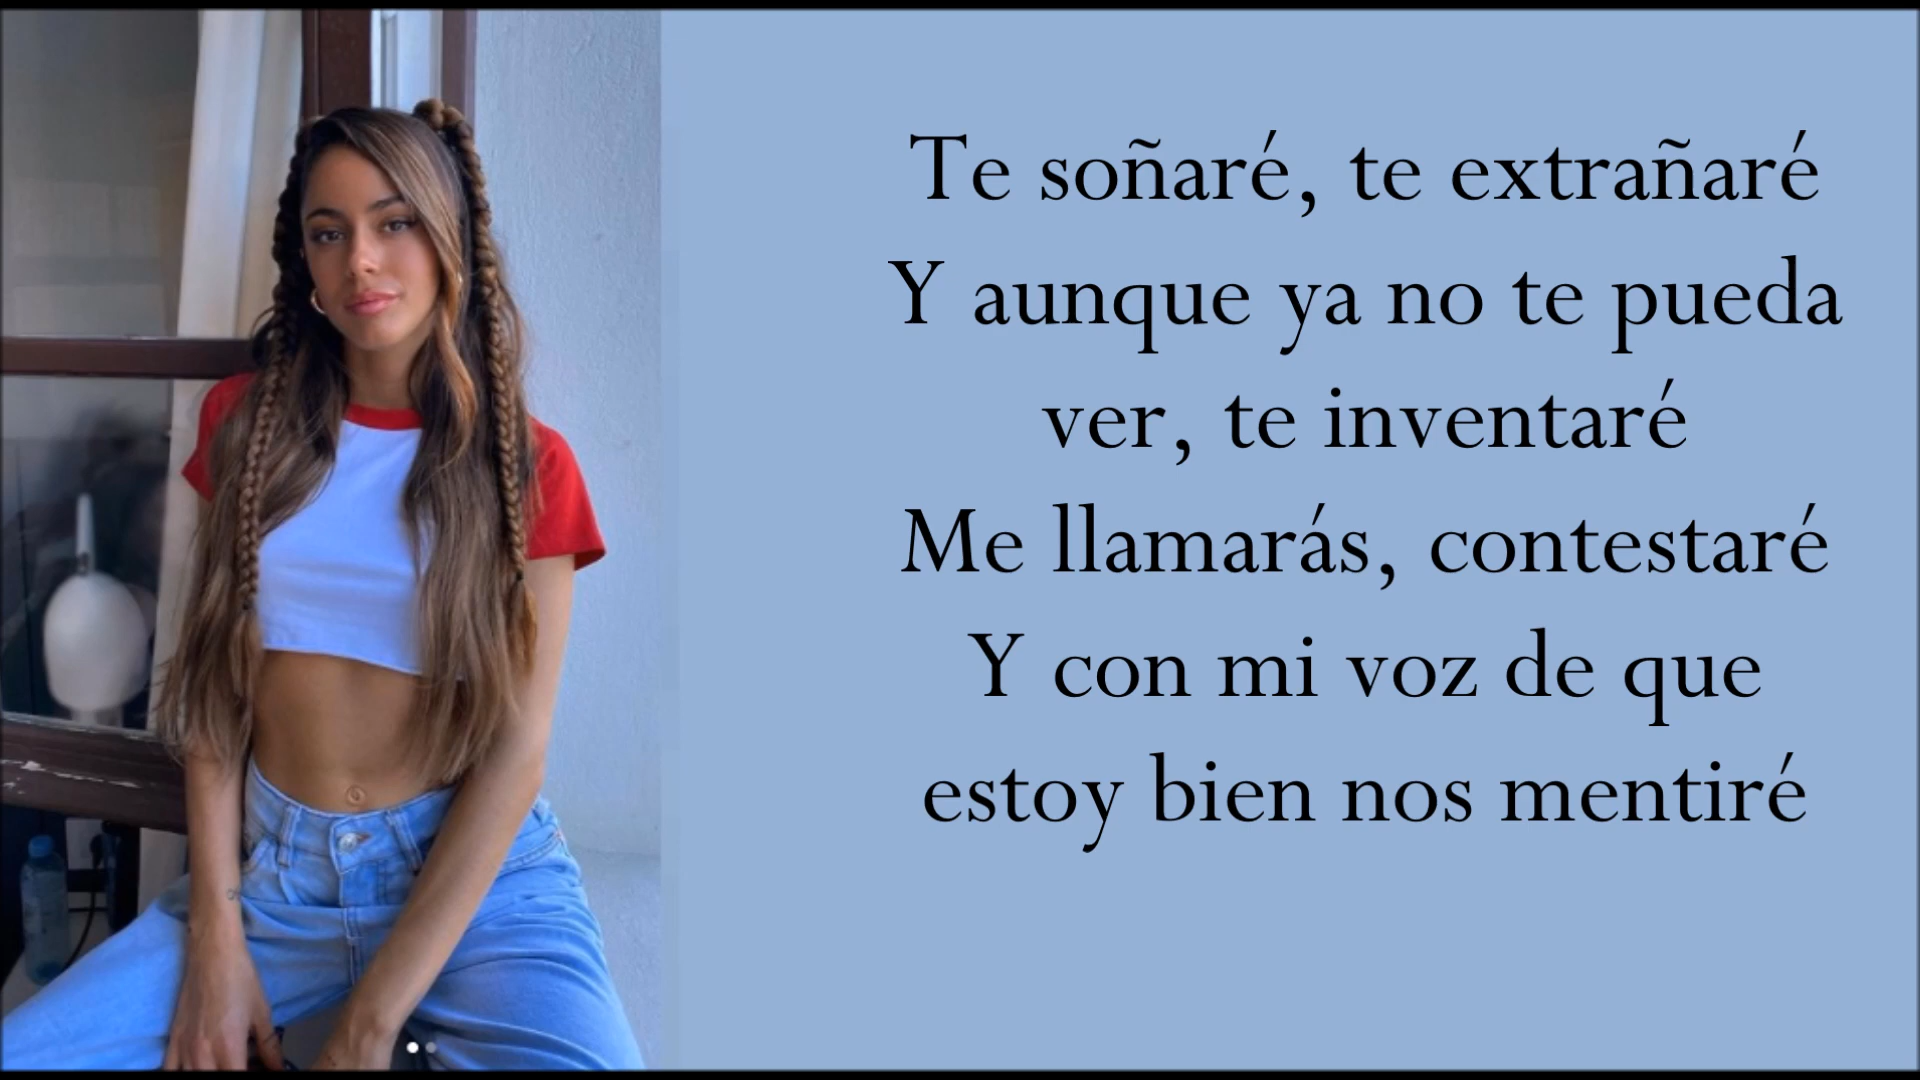 Te soñaré, te extrañaré
Y aunque ya no te pueda
ver, te inventaré
Me llamarás, contestaré
Y con mi voz de que
estoy bien nos mentiré